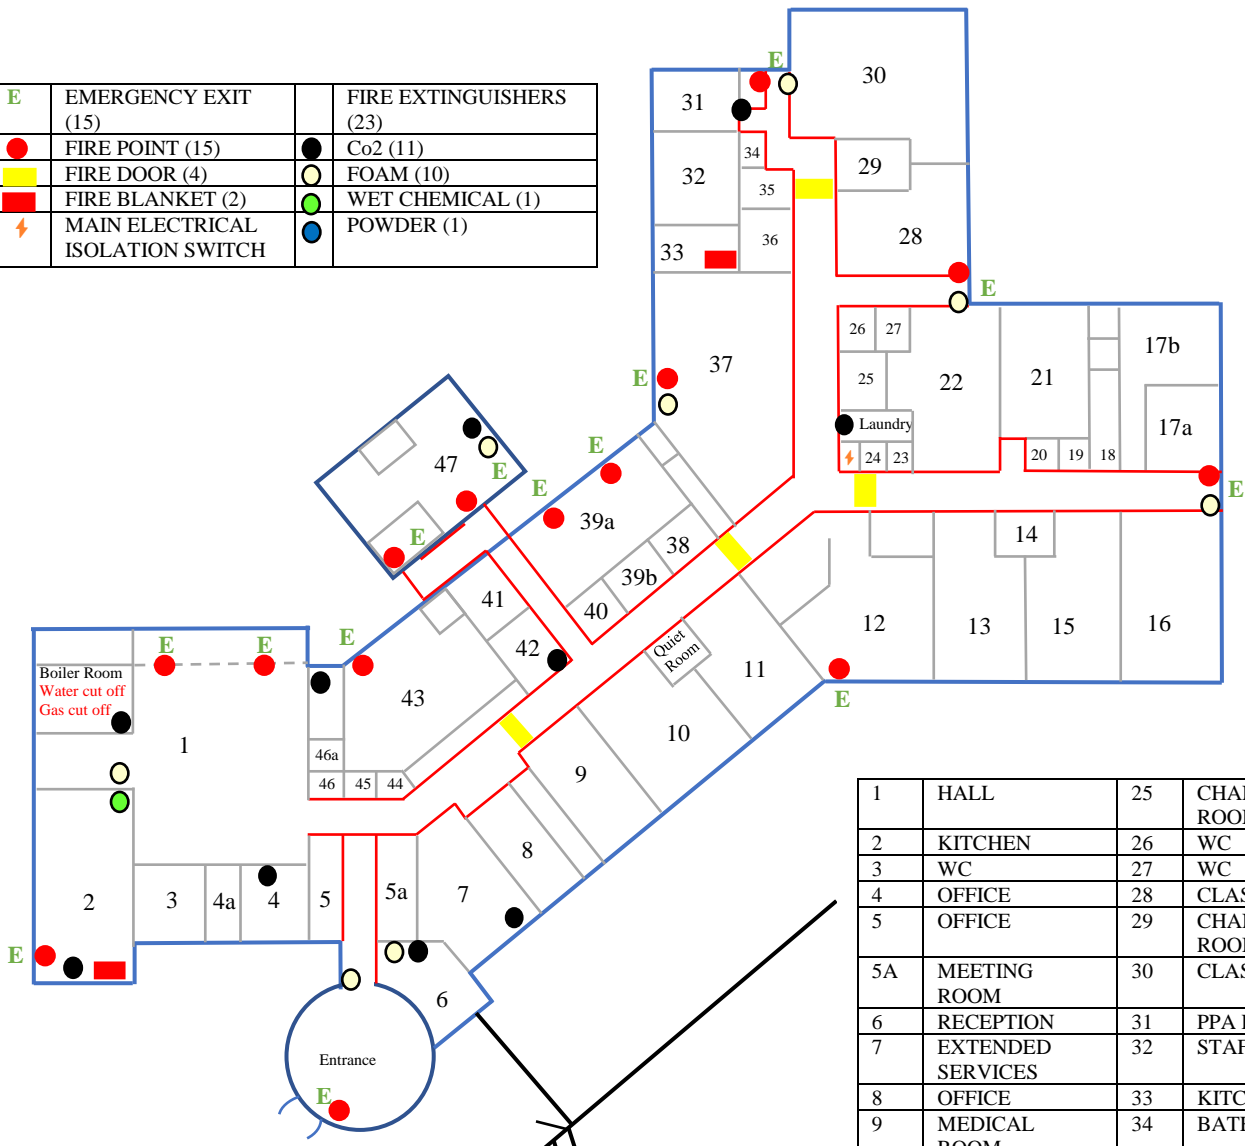 E EMERGENCY EXIT FIRE EXTINGUISHERS
(15) (23)
FIRE POINT (15) Co2 (11)
FIRE DOOR (4) FOAM (10)
FIRE BLANKET (2) WET CHEMICAL (1)
MAIN ELECTRICAL POWDER (1)
ISOLATION SWITCH
E
30
31
34
29
32
35
36
28
33
E
26 27
17b
37
21
E
25
22
Laundry
17a
E
47
24 23
20 19 18
E
E
E
39a
14
E
38
39b
41
40
12
13
15
16
42
Quiet
Room
E
E
E
11
Boiler Room
Water cut off
Gas cut off
43
E
10
1
46a
9
46 45 44
8
5a
7
2
3
4a
4
5
E
6
Entrance
E
1 HALL 25
2 KITCHEN 26 WC
3 WC 27 WC
4 OFFICE 28
5 OFFICE 29
5A MEETING 30
ROOM
6 RECEPTION 31 PPA
7 EXTENDED 32
SERVICES
8 OFFICE 33
9 MEDICAL 34